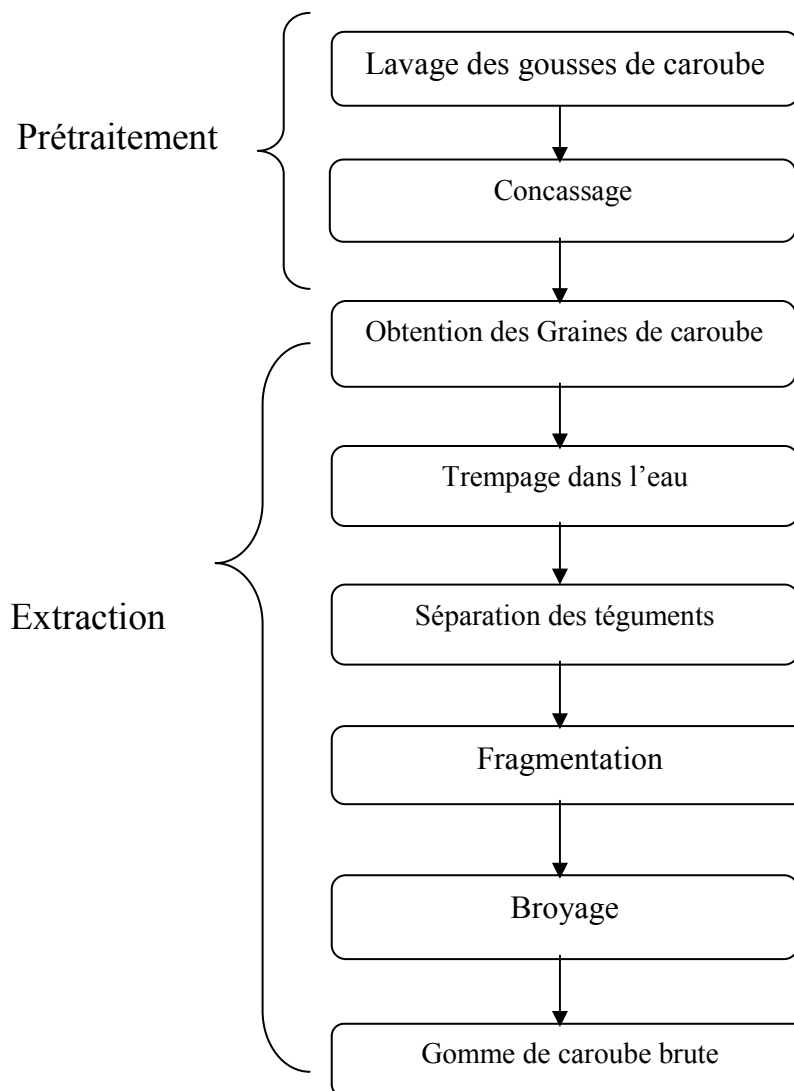 Prétraitement
Lavage des gousses de caroube
Concassage
Extraction
Obtention des Graines de caroube
Trempage dans l'eau
Séparation des téguments
Fragmentation
Broyage
Gomme de caroube brute